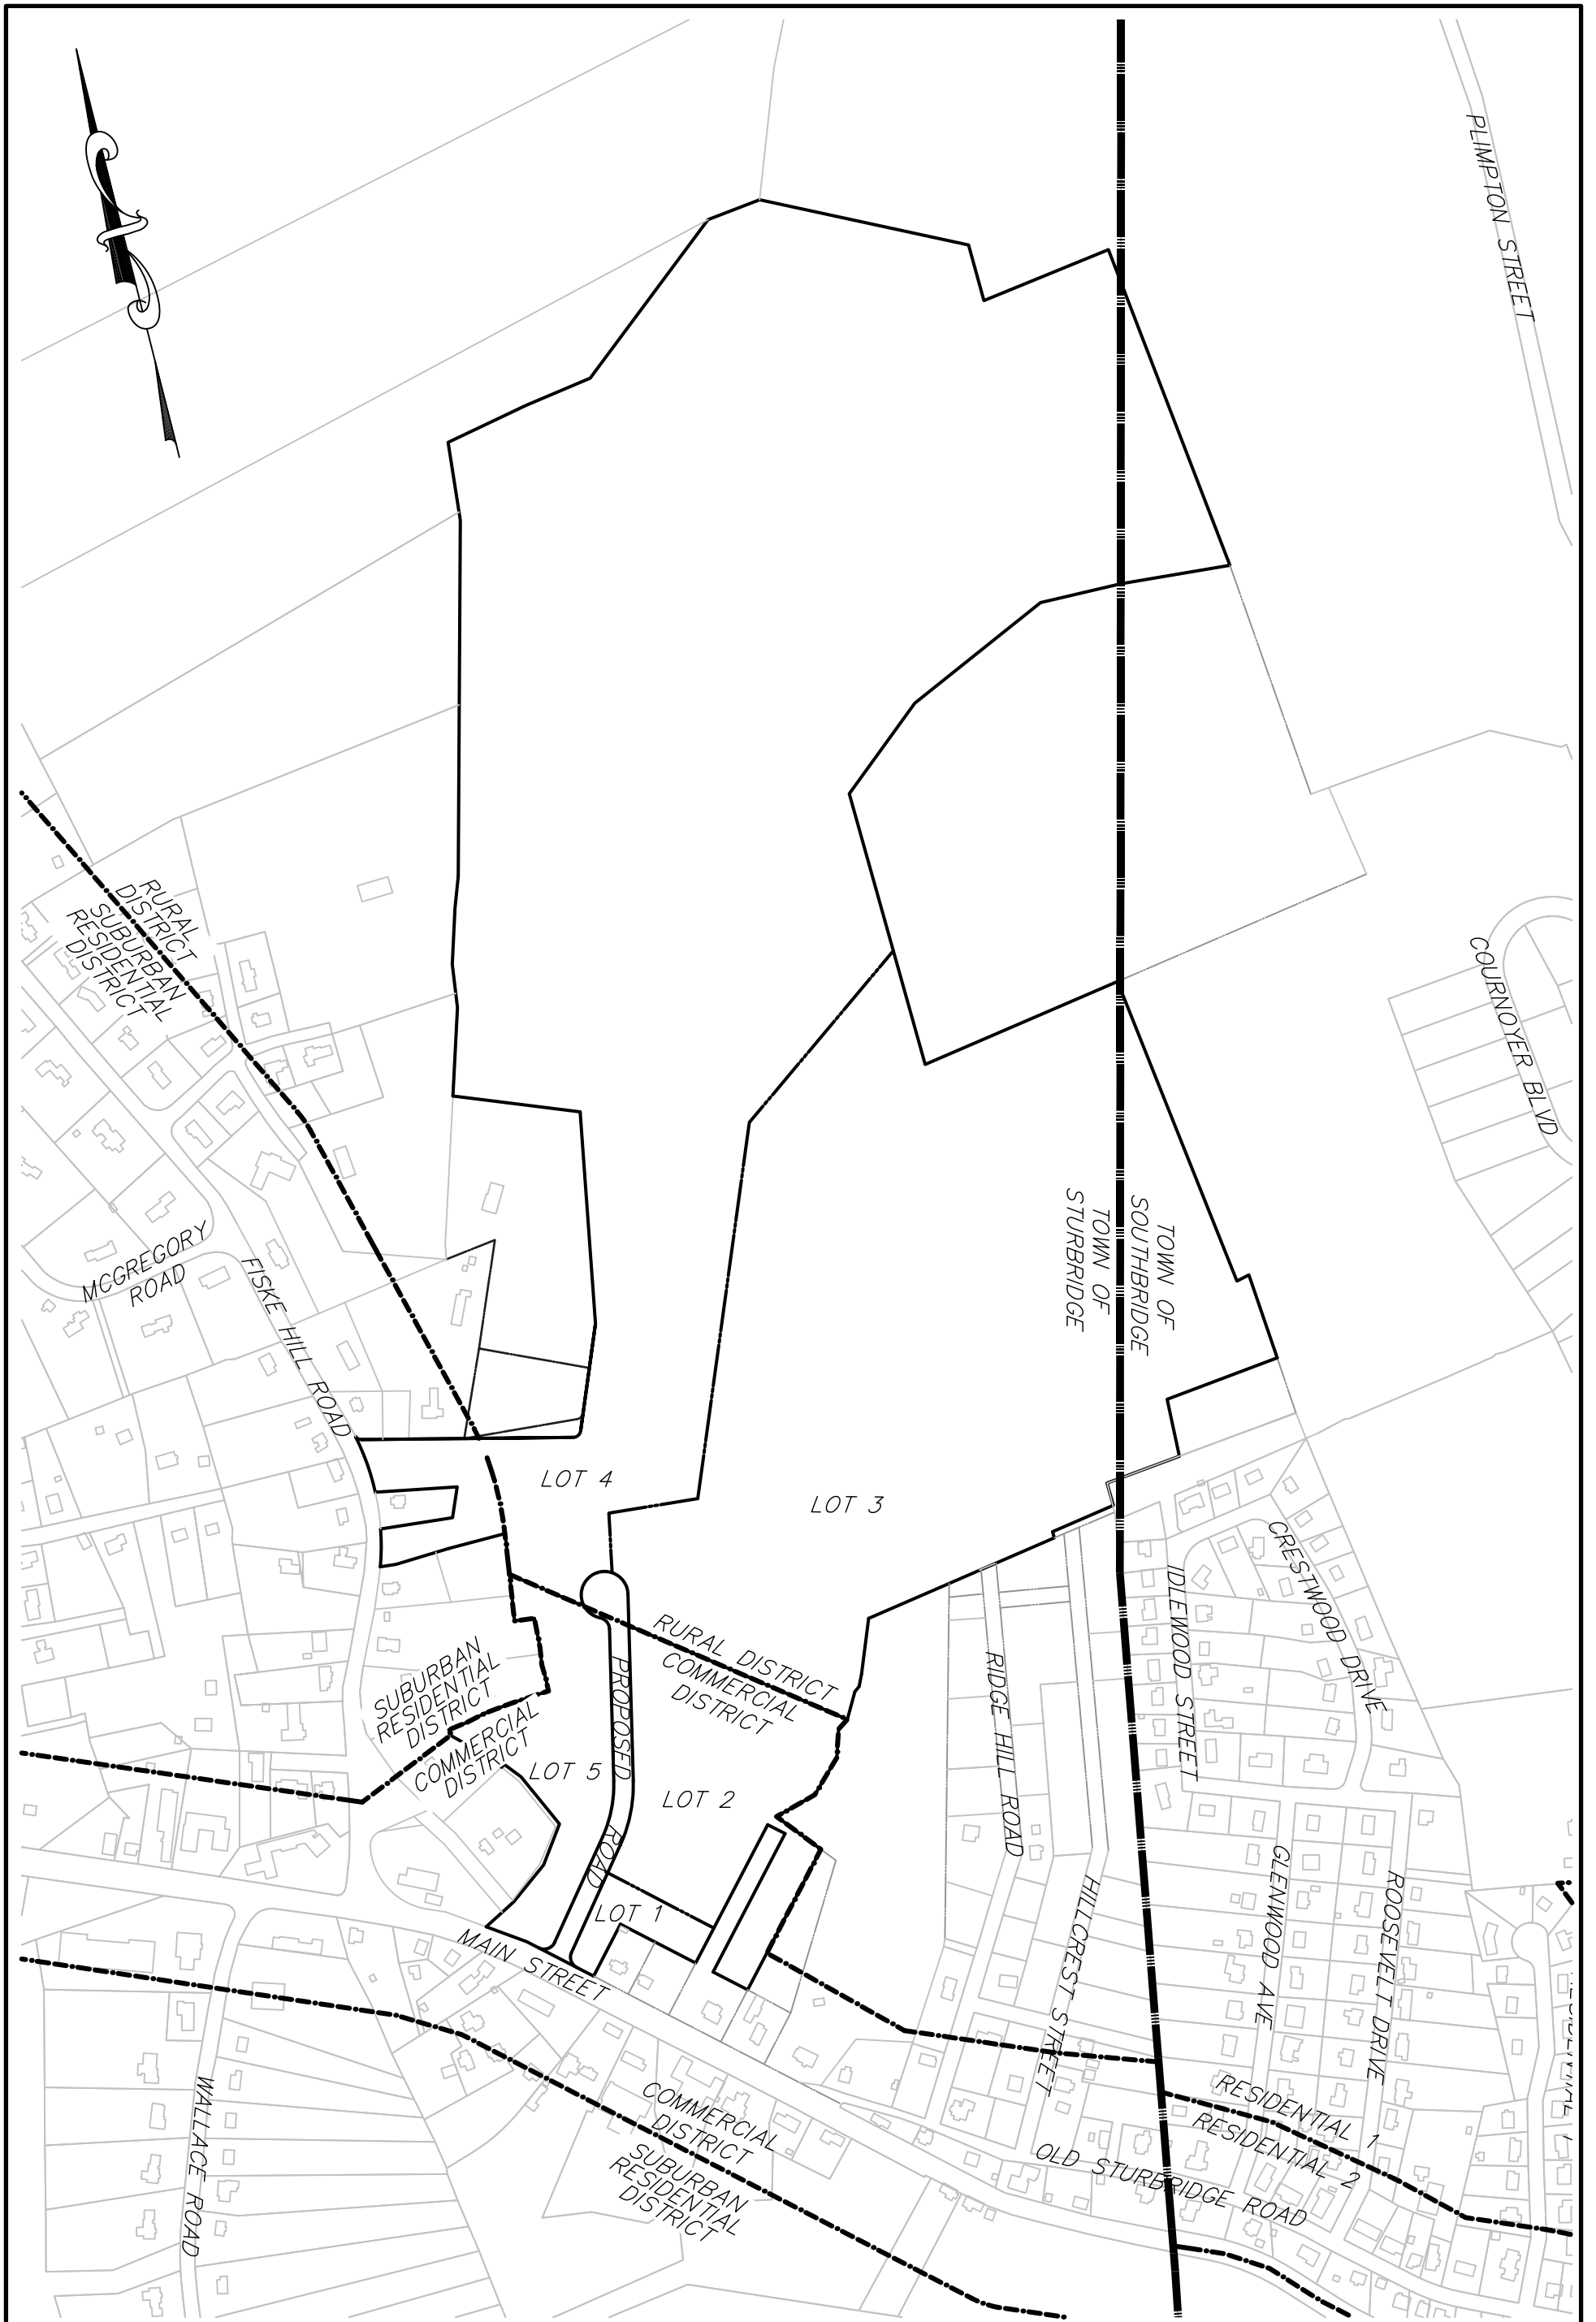 PLIMPTON STREET
RURAL
DISTRICT
SUBURBAN
RESIDENTIAL
DISTRICT
COURNOYER BLVD
MCGREGORY
ROAD
FISKE HILL ROAD
TOWN OF
SOUTHBRIDGE
TOWN OF
STURBRIDGE
LOT 4
LOT 3
CRESTWOOD DRIVE
IDLEWOOD STREET
RURAL DISTRICT
COMMERCIAL
DISTRICT
SUBURBAN
RESIDENTIAL
DISTRICT
COMMERCIAL
DISTRICT
PROPOSED
ROAD
LOT 5
LOT 2
LOT 1
RIDGE HILL ROAD
HILLCREST STREET
GLENWOOD AVE
ROOSEVELT DRIVE
MAIN STREET
WALLACE ROAD
COMMERCIAL
DISTRICT
SUBURBAN
RESIDENTIAL
DISTRICT
RESIDENTIAL 1
RESIDENTIAL 2
OLD STURBRIDGE ROAD